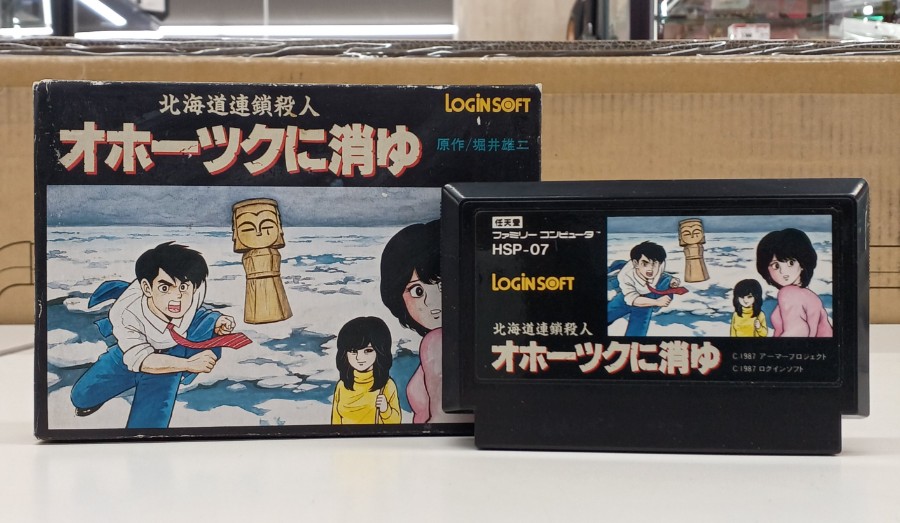 北海道連鎖殺人
LOGINSOFT
オホーツクに消ゆ
原作/堀井雄二
任天堂
ファミリーコンピュータ™
HSP-07
LOGINSOFT
北海道連鎖殺人
オホーツクに消ゆ
C.1987 アーマープロジェクト
C.1987 ログインソフト